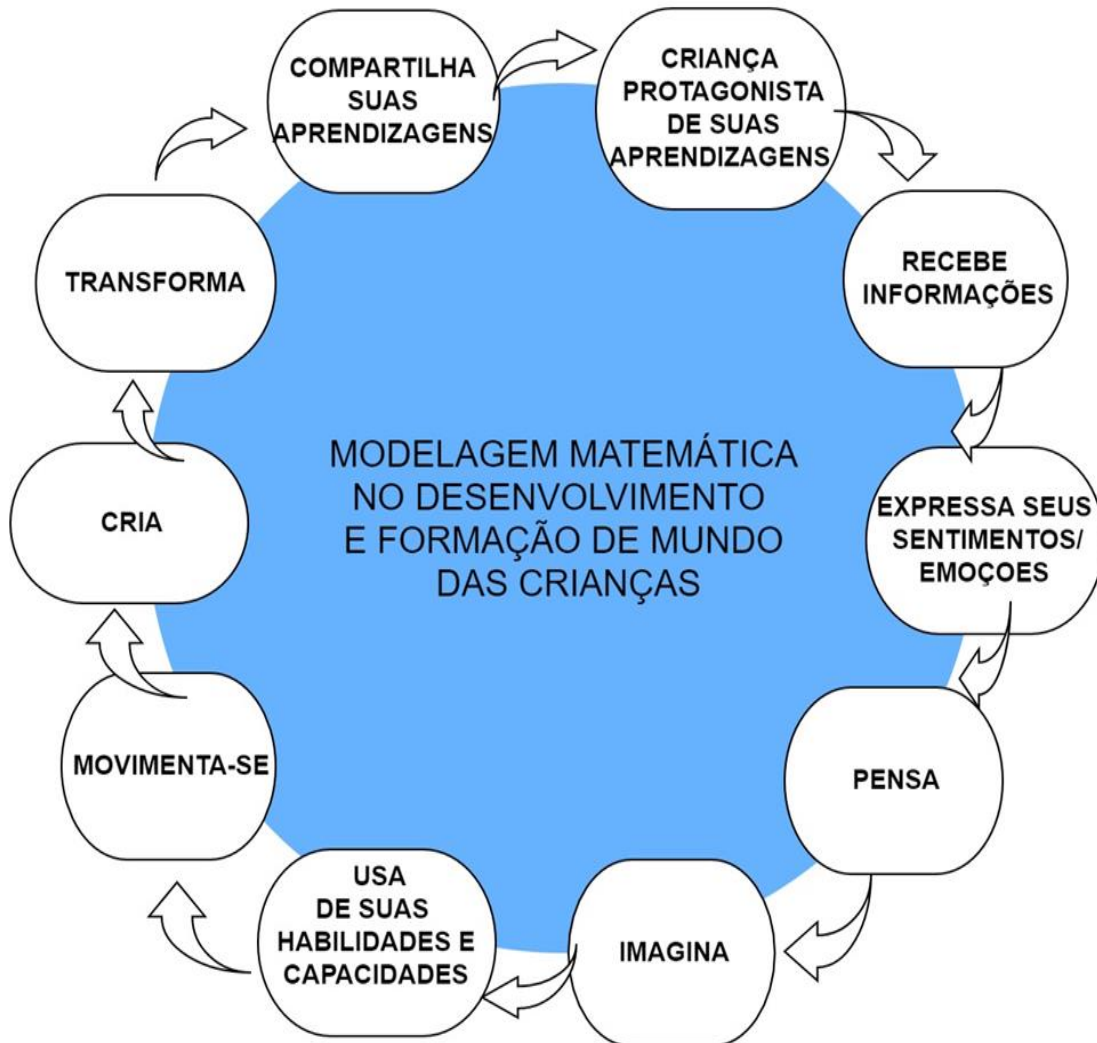 COMPARTILHA
SUAS
APRENDIZAGENS
CRIANÇA
PROTAGONISTA
DE SUAS
APRENDIZAGENS
RECEBE
INFORMAÇÕES
EXPRESSA SEUS
SENTIMENTOS/
EMOÇOES
PENSA
IMAGINA
USA
DE SUAS
HABILIDADES E
CAPACIDADES
MOVIMENTA-SE
CRIA
TRANSFORMA
MODELAGEM MATEMÁTICA
NO DESENVOLVIMENTO
E FORMAÇÃO DE MUNDO
DAS CRIANÇAS